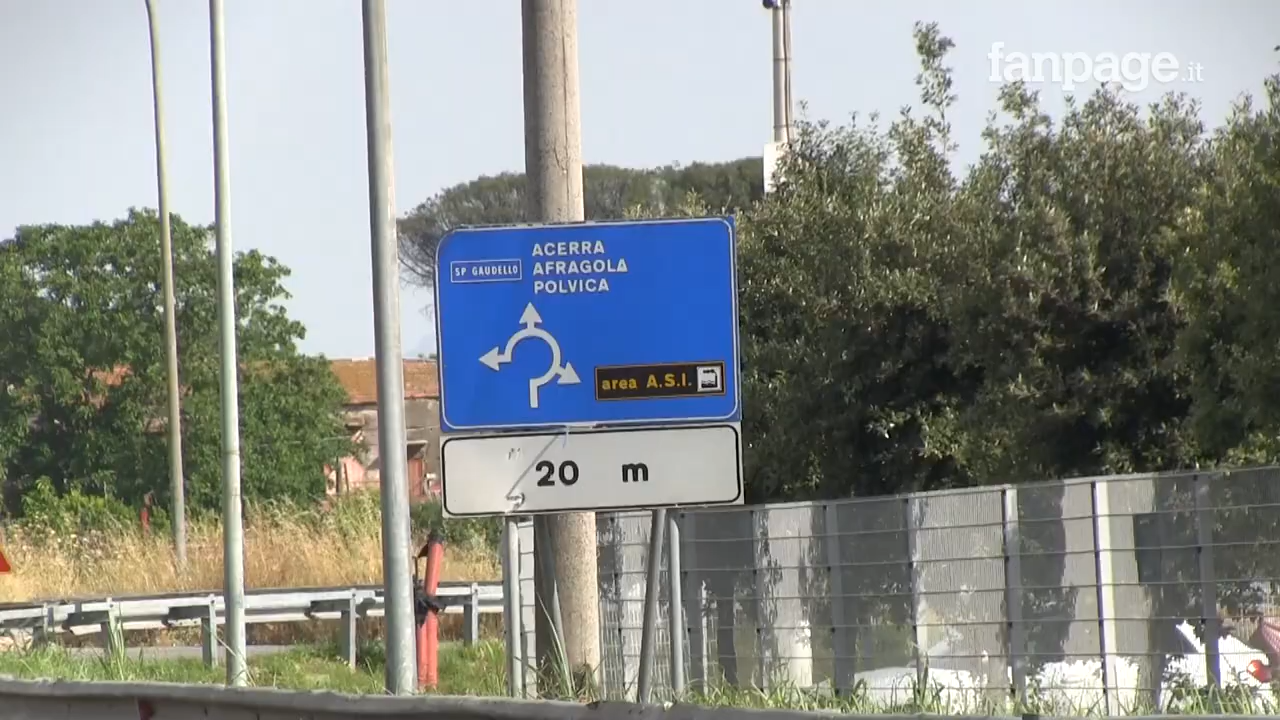 fanpage.it
ACERRA
SP GAUDELLO AFRAGOLA
POLVICA
area A.S.I.
20 m